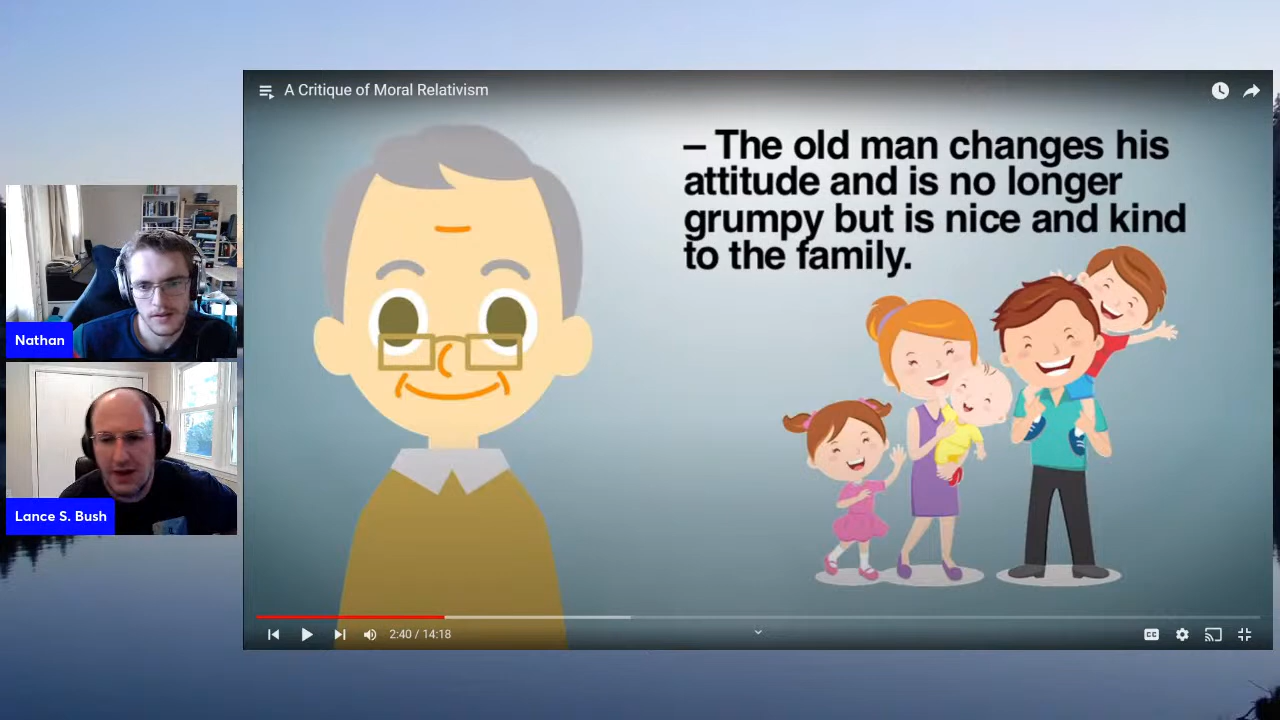 A Critique of Moral Relativism
– The old man changes his
attitude and is no longer
grumpy but is nice and kind
to the family.
Nathan
Lance S. Bush
2:40 / 14:18
CC